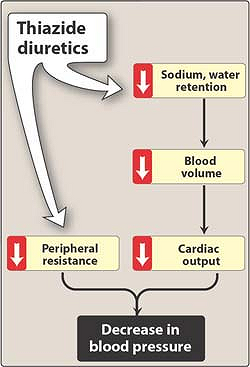 Thiazide
diuretics
Sodium, water
retention
Blood
volume
Peripheral
resistance
Cardiac
output
Decrease in
blood pressure